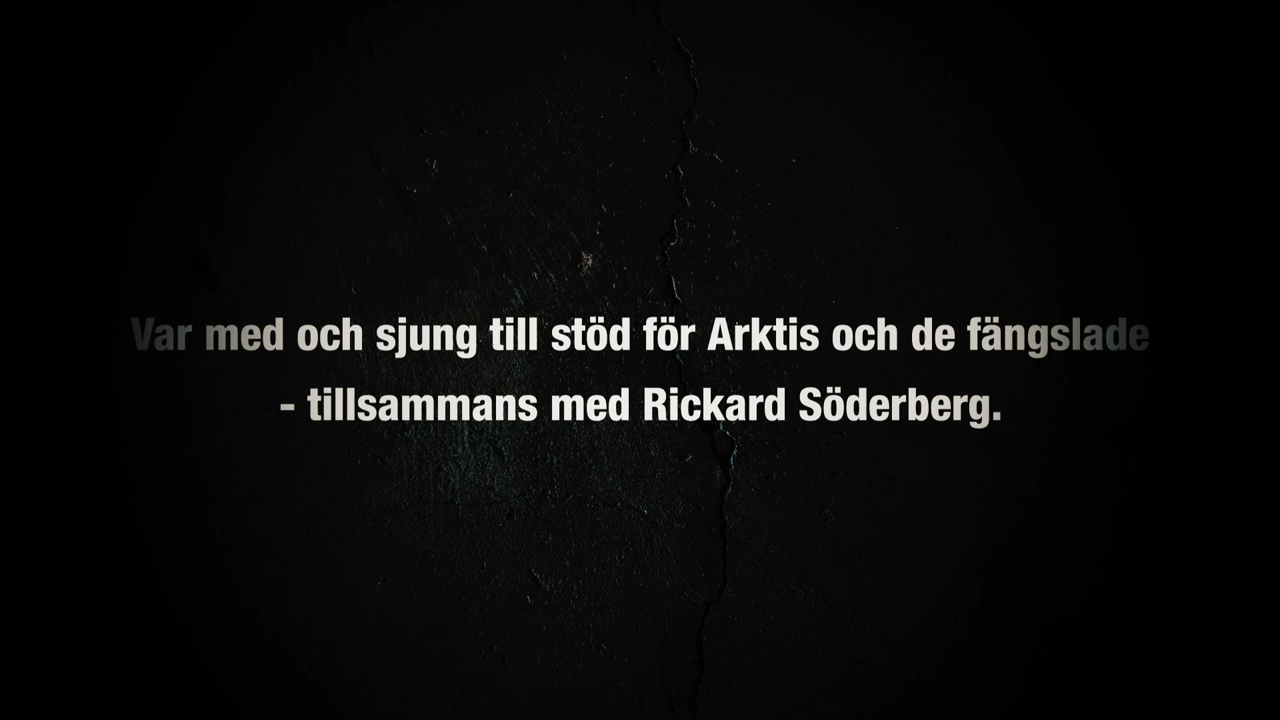 Var med och sjung till stöd för Arktis och de fängslade
- tillsammans med Rickard Söderberg.